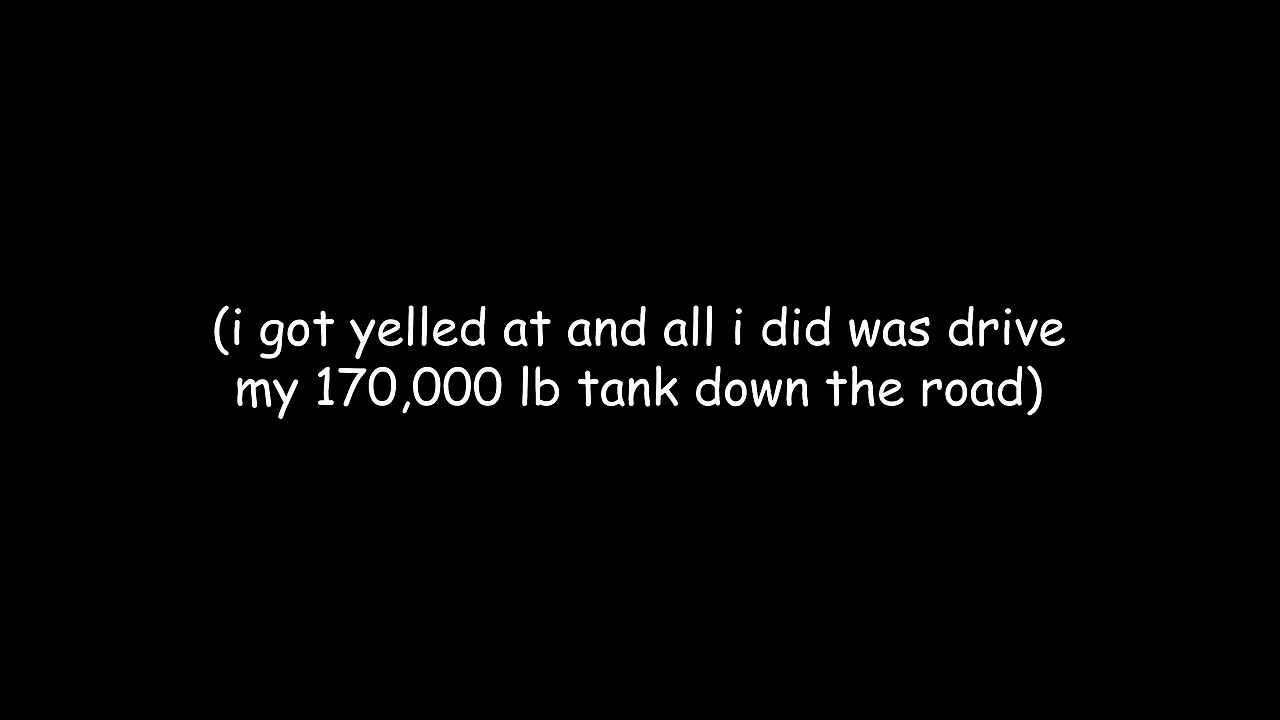 (i got yelled at and all i did was drive
my 170,000 lb tank down the road)